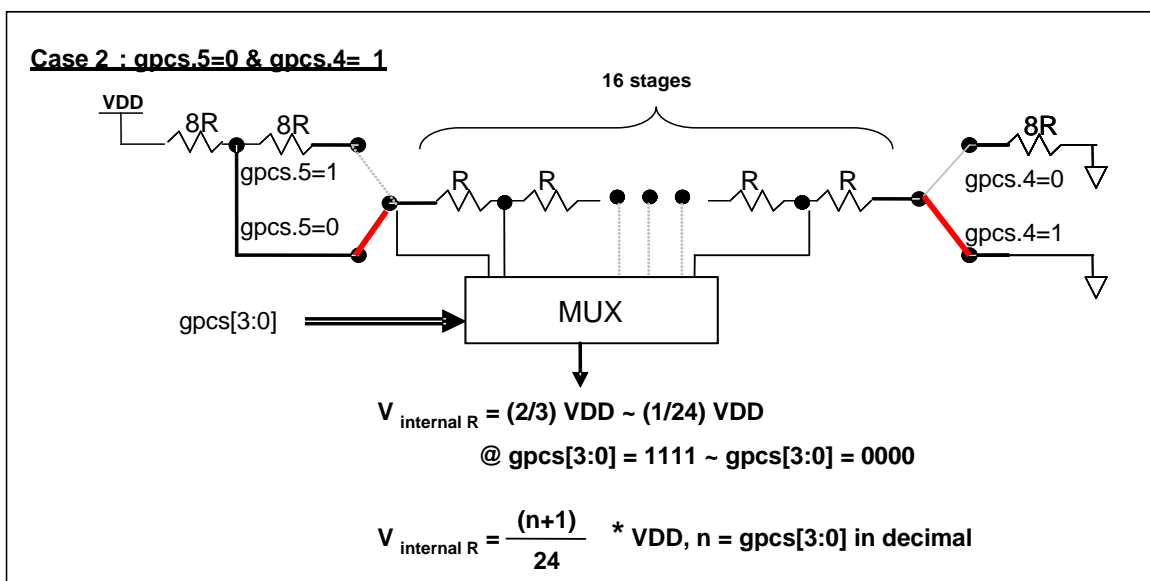 Case 2 : gpcs.5=0 & gpcs.4= 1
16 stages
VDD
8R 8R 8R
gpcs.5=1
R R R R
gpcs.4=0
gpcs.5=0
gpcs.4=1
gpcs[3:0]
MUX
V internal R = (2/3) VDD ~ (1/24) VDD
@ gpcs[3:0] = 1111 ~ gpcs[3:0] = 0000
V internal R = (n+1) / 24 * VDD, n = gpcs[3:0] in decimal